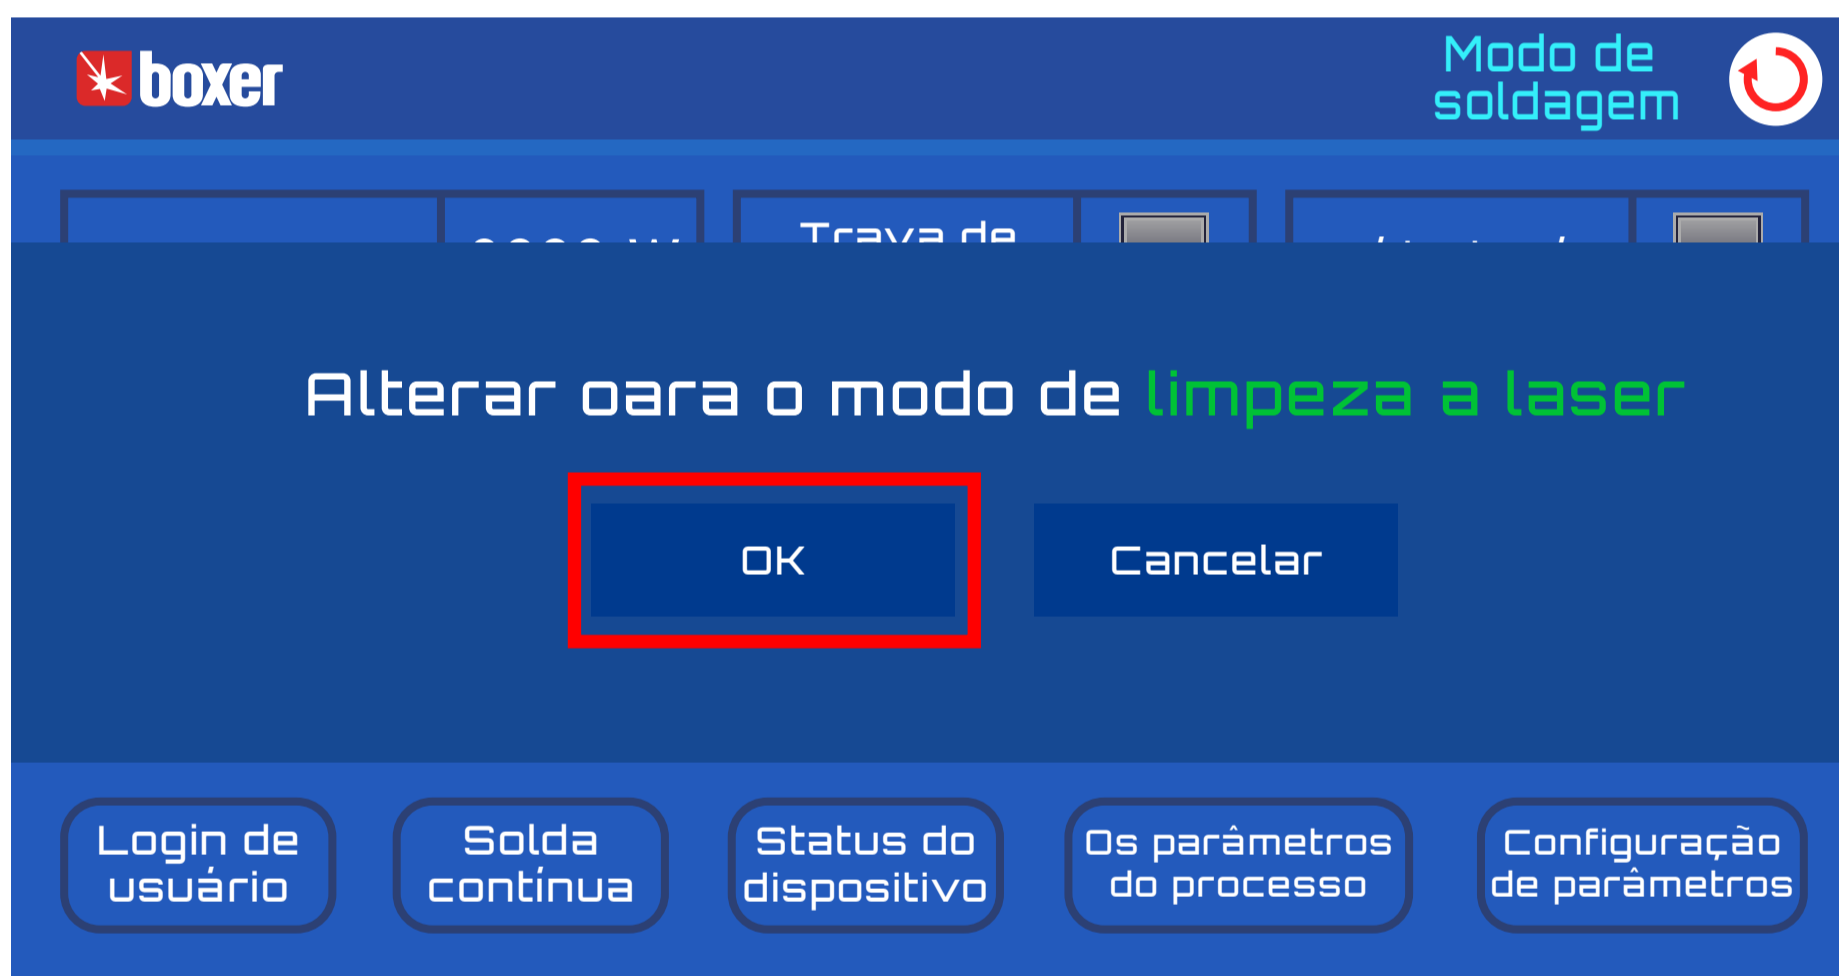 boxer
Modo de
soldagem
Trava de
Alterar oara o modo de limpeza a laser
OK
Cancelar
Login de
usuário
Solda
contínua
Status do
dispositivo
Os parâmetros
do processo
Configuração
de parâmetros